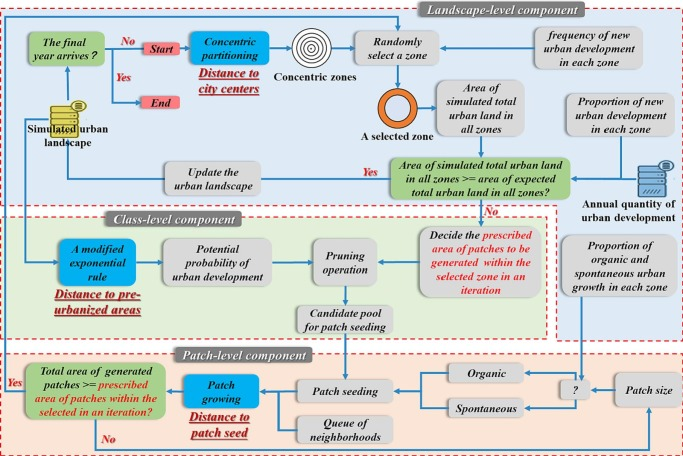 Landscape-level component
The final
year arrives ?
No
Yes
Start
End
Concentric
partitioning
Distance to
city centers
Concentric zones
Randomly
select a zone
frequency of new
urban development
in each zone
Simulated urban
landscape
A selected zone
Area of
simulated total
urban land in
all zones
Proportion of new
urban development
in each zone
Update the
urban landscape
Yes
Area of simulated total urban land
in all zones >= area of expected
total urban land in all zones?
Annual quantity of
urban development
No
Class-level component
A modified
exponential
rule
Distance to pre-
urbanized areas
Potential
probability of
urban development
Pruning
operation
Decide the prescribed
area of patches to be
generated within the
selected zone in an
iteration
Proportion of
organic and
spontaneous urban
growth in each zone
Candidate pool
for patch seeding
Patch-level component
Yes
Total area of generated
patches >= prescribed
area of patches within the
selected in an iteration?
Patch
growing
Distance to
patch seed
Patch seeding
Queue of
neighborhoods
Organic
Spontaneous
?
Patch size
No